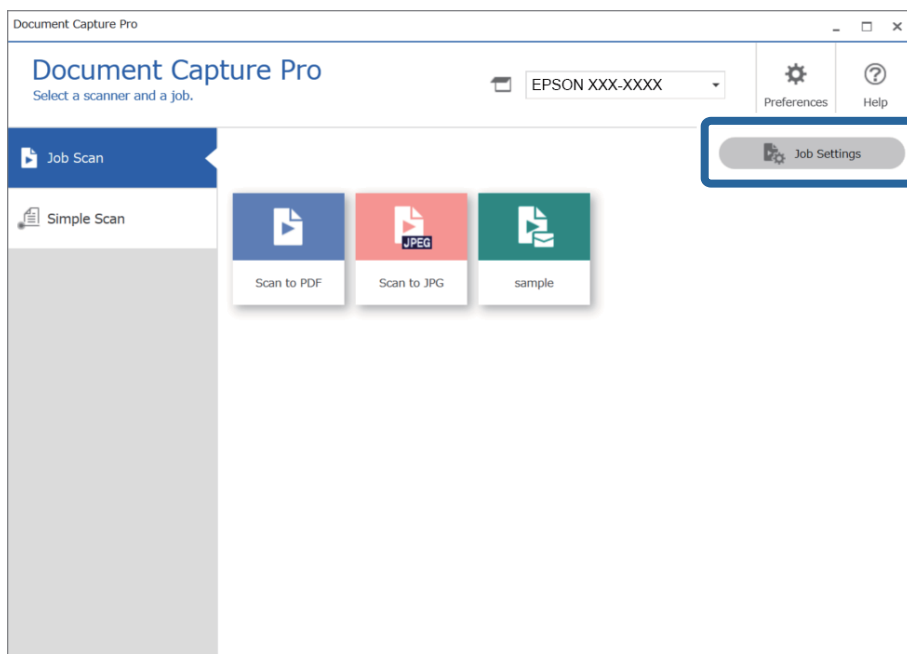 Document Capture Pro
Document Capture Pro
Select a scanner and a job.
EPSON XXX-XXXX
Preferences
Help
Job Scan
Job Settings
Simple Scan
JPEG
Scan to PDF
Scan to JPG
sample